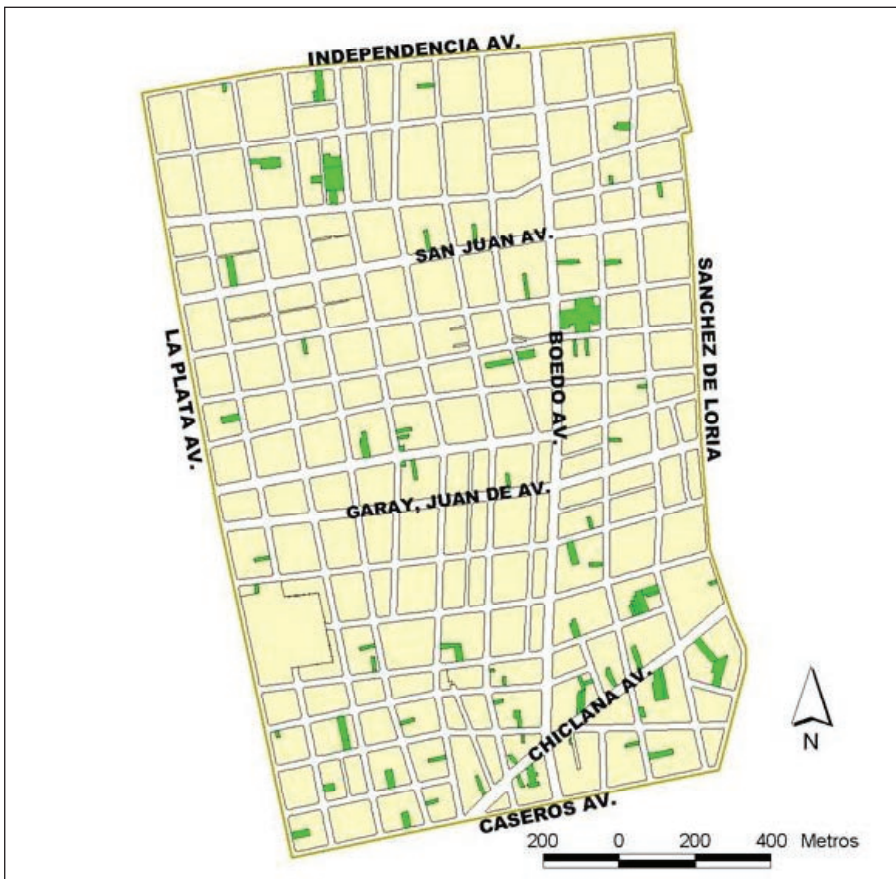 INDEPENDENCIA AV.
SAN JUAN AV.
SANCHEZ DE LORIA
LA PLATA AV.
BOEDO AV.
GARAY, JUAN DE AV.
CHICLANA AV.
N
CASEROS AV.
200 0 200 400 Metros